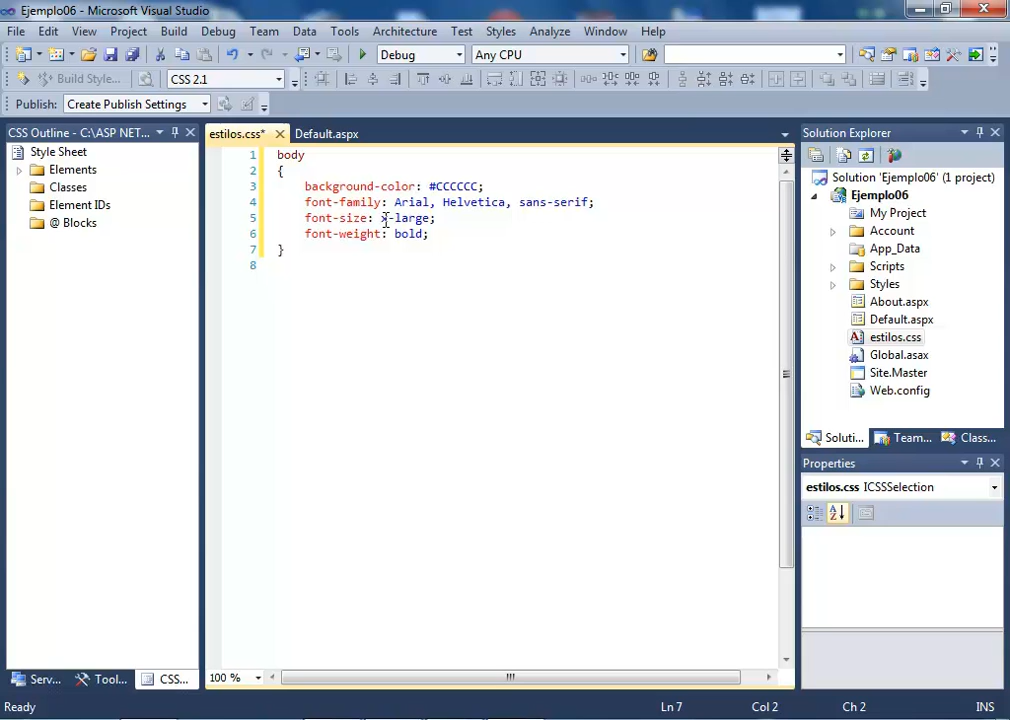 Ejemplo06 - Microsoft Visual Studio
File Edit View Project Build Debug Team Data Tools Architecture Test Styles Analyze Window Help
Debug Any CPU
Build Style... CSS 2.1
Publish: Create Publish Settings
CSS Outline - C:\ASP NET...
Style Sheet
Elements
Classes
Element IDs
@ Blocks
Serv... Tool... CSS...
estilos.css* Default.aspx
1 body
2 {
3 background-color: #CCCCCC;
4 font-family: Arial, Helvetica, sans-serif;
5 font-size: x-large;
6 font-weight: bold;
7 }
8
100 %
Solution Explorer
Solution 'Ejemplo06' (1 project)
Ejemplo06
My Project
Account
App_Data
Scripts
Styles
About.aspx
Default.aspx
estilos.css
Global.asax
Site.Master
Web.config
Soluti... Team... Class...
Properties
estilos.css ICSSSelection
Ready Ln 7 Col 2 Ch 2 INS